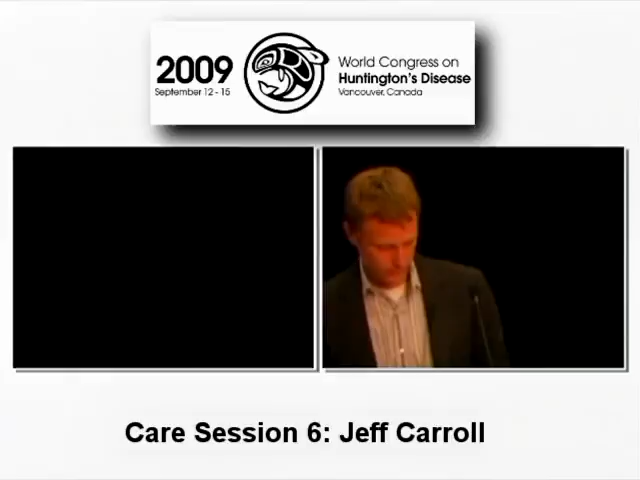 2009
September 12 - 15
World Congress on
Huntington's Disease
Vancouver, Canada
Care Session 6: Jeff Carroll